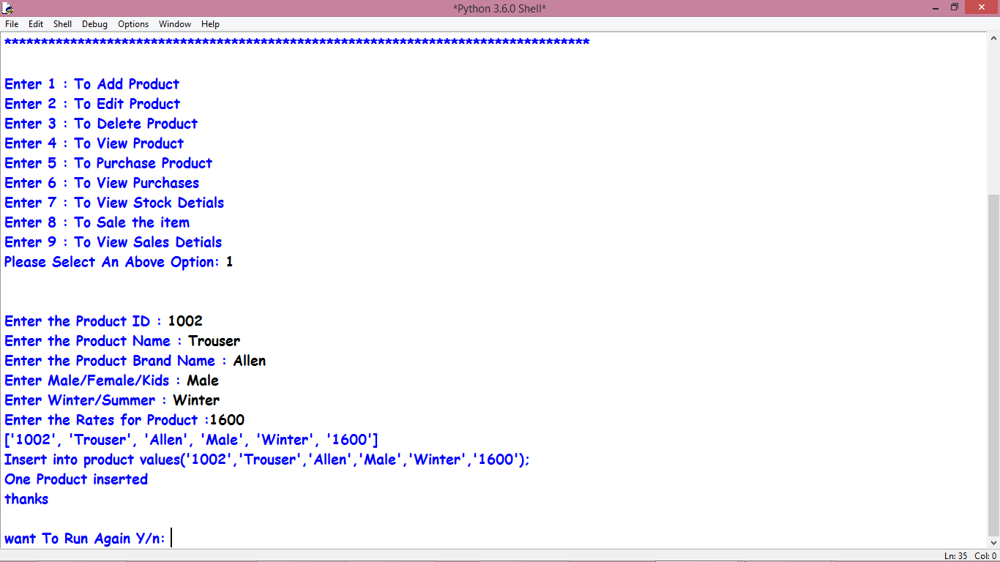 *Python 3.6.0 Shell*
File Edit Shell Debug Options Window Help
********************************************************************************
Enter 1 : To Add Product
Enter 2 : To Edit Product
Enter 3 : To Delete Product
Enter 4 : To View Product
Enter 5 : To Purchase Product
Enter 6 : To View Purchases
Enter 7 : To View Stock Detials
Enter 8 : To Sale the item
Enter 9 : To View Sales Detials
Please Select An Above Option: 1
Enter the Product ID : 1002
Enter the Product Name : Trouser
Enter the Product Brand Name : Allen
Enter Male/Female/Kids : Male
Enter Winter/Summer : Winter
Enter the Rates for Product :1600
['1002', 'Trouser', 'Allen', 'Male', 'Winter', '1600']
Insert into product values('1002','Trouser','Allen','Male','Winter','1600');
One Product inserted
thanks
want To Run Again Y/n:
Ln: 35 Col: 0